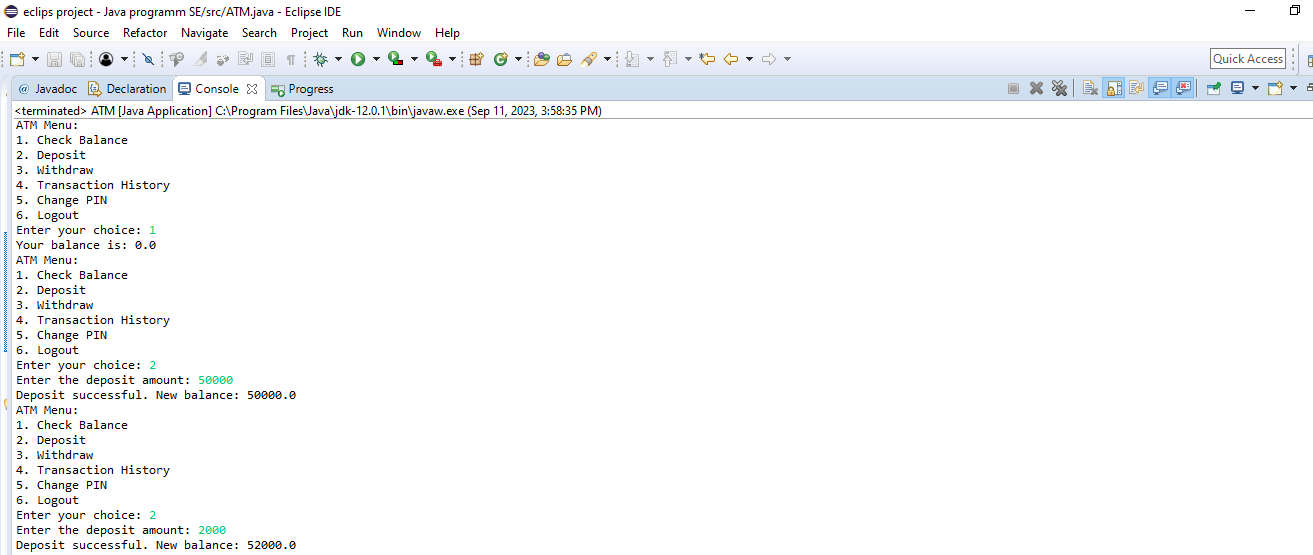 eclips project - Java programm SE/src/ATM.java - Eclipse IDE
File Edit Source Refactor Navigate Search Project Run Window Help
Quick Access
@ Javadoc Declaration Console Progress
<terminated> ATM [Java Application] C:\Program Files\Java\jdk-12.0.1\bin\javaw.exe (Sep 11, 2023, 3:58:35 PM)
ATM Menu:
1. Check Balance
2. Deposit
3. Withdraw
4. Transaction History
5. Change PIN
6. Logout
Enter your choice: 1
Your balance is: 0.0
ATM Menu:
1. Check Balance
2. Deposit
3. Withdraw
4. Transaction History
5. Change PIN
6. Logout
Enter your choice: 2
Enter the deposit amount: 50000
Deposit successful. New balance: 50000.0
ATM Menu:
1. Check Balance
2. Deposit
3. Withdraw
4. Transaction History
5. Change PIN
6. Logout
Enter your choice: 2
Enter the deposit amount: 2000
Deposit successful. New balance: 52000.0